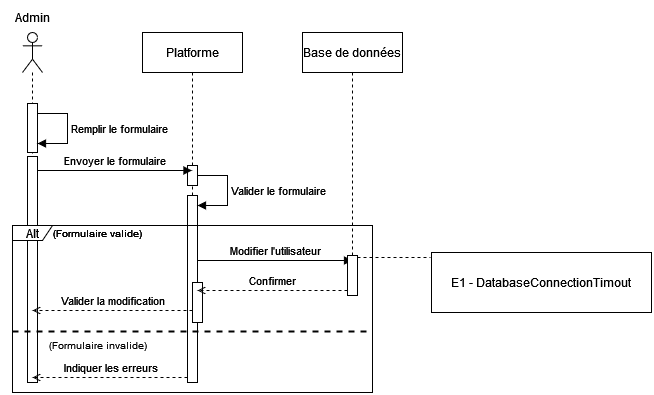 Admin
Platforme
Base de données
Remplir le formulaire
Envoyer le formulaire
Valider le formulaire
Alt
(Formulaire valide)
Modifier l'utilisateur
E1 - DatabaseConnectionTimout
Confirmer
Valider la modification
(Formulaire invalide)
Indiquer les erreurs